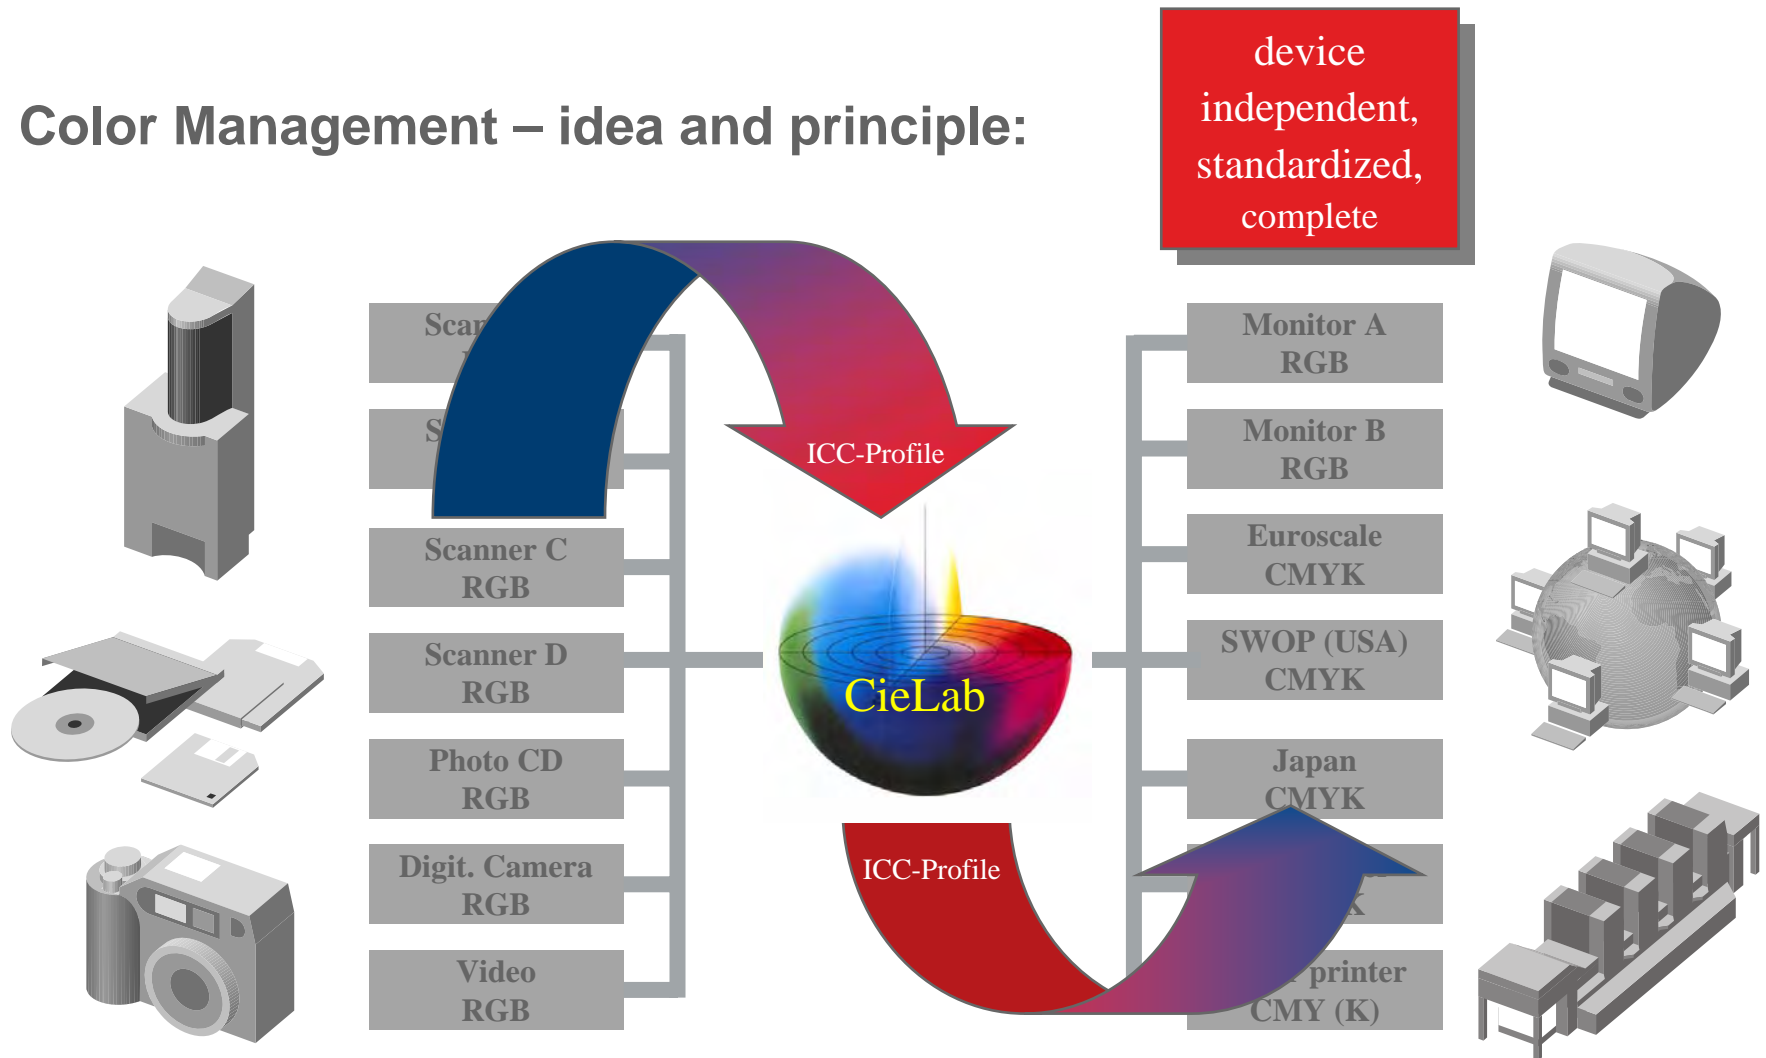 Color Management – idea and principle:
device
independent,
standardized,
complete
RGB
Scanner C
RGB
Scanner D
RGB
Photo CD
RGB
Digit. Camera
RGB
Video
RGB
ICC-Profile
CieLab
ICC-Profile
Monitor A
RGB
Monitor B
RGB
Euroscale
CMYK
SWOP (USA)
CMYK
Japan
CMYK
printer
CMY (K)